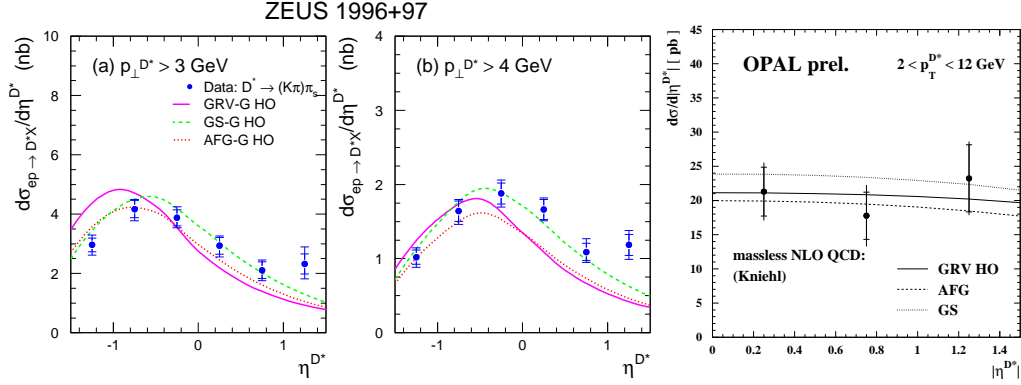 ZEUS 1996+97
dσ_ep → D*X/dη^D* (nb)
10
8
6
4
2
0
(a) p_⊥^D* > 3 GeV
Data: D* → (Kπ)π_s
GRV-G HO
GS-G HO
AFG-G HO
-1 0 1
η^D*
dσ_ep → D*X/dη^D* (nb)
4
3
2
1
0
(b) p_⊥^D* > 4 GeV
-1 0 1
η^D*
dσ/d|η^D*| [ pb ]
45
40
35
30
25
20
15
10
5
0
OPAL prel. 2 < p_T^D* < 12 GeV
massless NLO QCD:
(Kniehl)
GRV HO
AFG
GS
0 0.2 0.4 0.6 0.8 1 1.2 1.4
|η^D*|